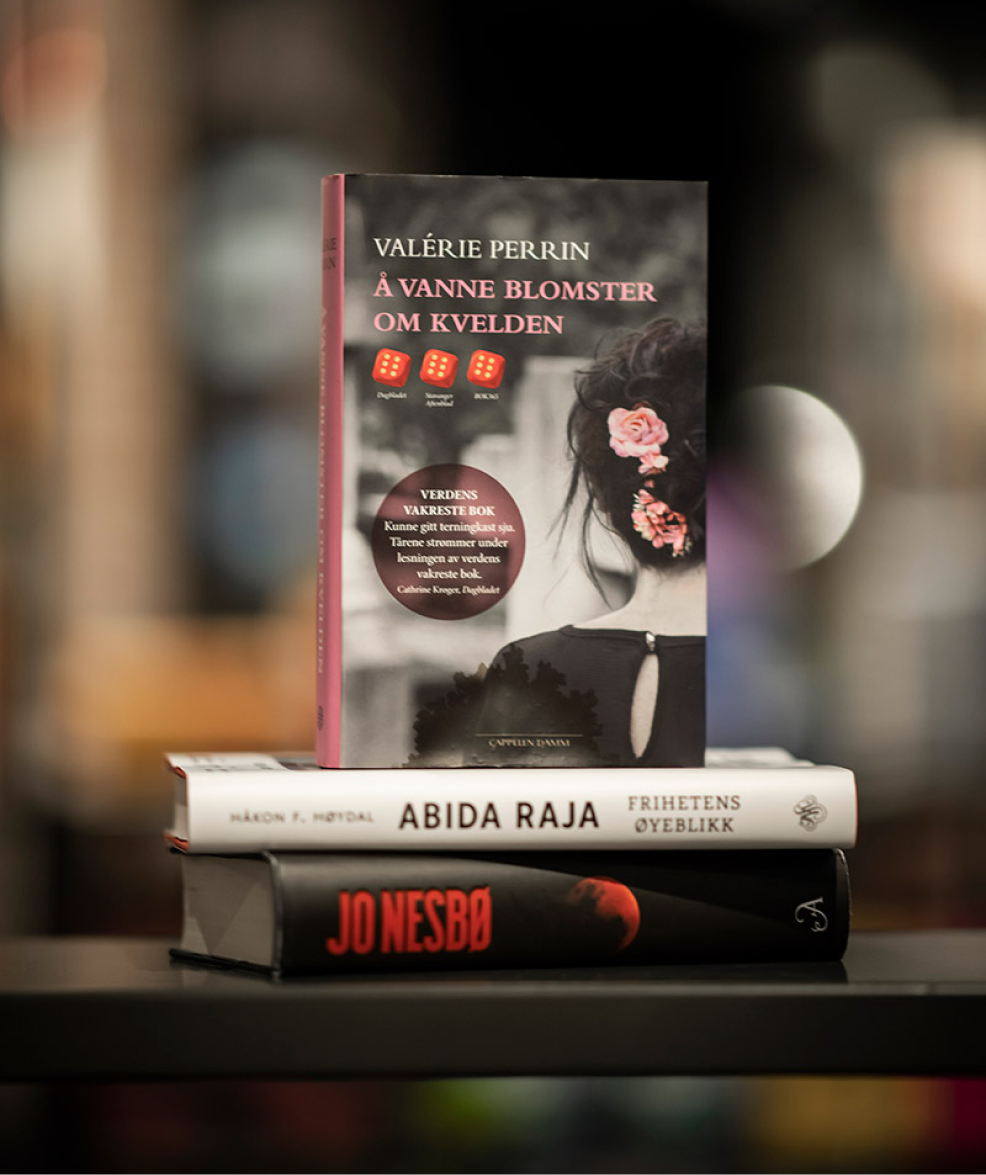 VALÉRIE PERRIN
Å VANNE BLOMSTER
OM KVELDEN
Dagbladet
Stavanger
Aftenblad
BOK365
VERDENS
VAKRESTE BOK
Kunne gitt terningkast sju.
Tårene strømmer under
lesningen av verdens
vakreste bok.
Cathrine Krøger, Dagbladet
CAPPELEN DAMM
HÅKON F. HØYDAL
ABIDA RAJA
FRIHETENS
ØYEBLIKK
JO NESBØ
A